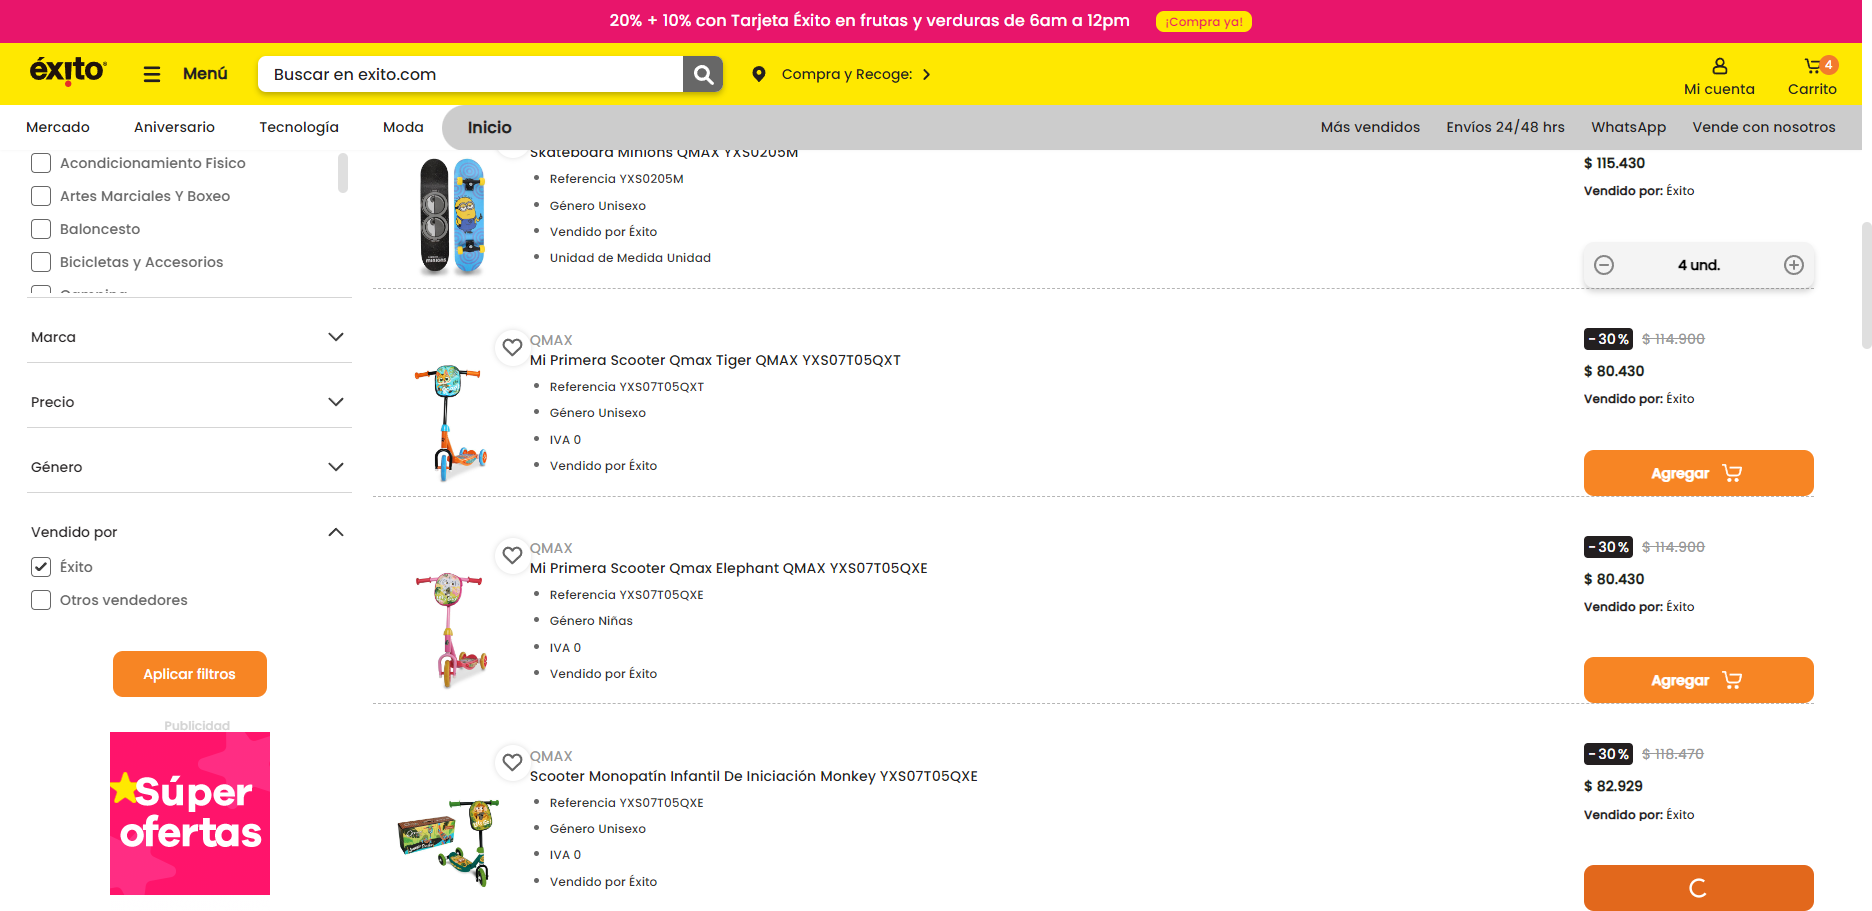 20% + 10% con Tarjeta Éxito en frutas y verduras de 6am a 12pm
¡Compra ya!
éxito
Menú
Buscar en exito.com
Compra y Recoge:
Mi cuenta
4
Carrito
Mercado
Aniversario
Tecnología
Moda
Inicio
Más vendidos
Envíos 24/48 hrs
WhatsApp
Vende con nosotros
Acondicionamiento Fisico
Artes Marciales Y Boxeo
Baloncesto
Bicicletas y Accesorios
Camping
Marca
Precio
Género
Vendido por
Éxito
Otros vendedores
Aplicar filtros
Publicidad
Súper
ofertas
Skateboard Minions QMAX YXS0205M
Referencia YXS0205M
Género Unisexo
Vendido por Éxito
Unidad de Medida Unidad
$ 115.430
Vendido por: Éxito
4 und.
QMAX
Mi Primera Scooter Qmax Tiger QMAX YXS07T05QXT
Referencia YXS07T05QXT
Género Unisexo
IVA 0
Vendido por Éxito
-30% $ 114.900
$ 80.430
Vendido por: Éxito
Agregar
QMAX
Mi Primera Scooter Qmax Elephant QMAX YXS07T05QXE
Referencia YXS07T05QXE
Género Niñas
IVA 0
Vendido por Éxito
-30% $ 114.900
$ 80.430
Vendido por: Éxito
Agregar
QMAX
Scooter Monopatín Infantil De Iniciación Monkey YXS07T05QXE
Referencia YXS07T05QXE
Género Unisexo
IVA 0
Vendido por Éxito
-30% $ 118.470
$ 82.929
Vendido por: Éxito